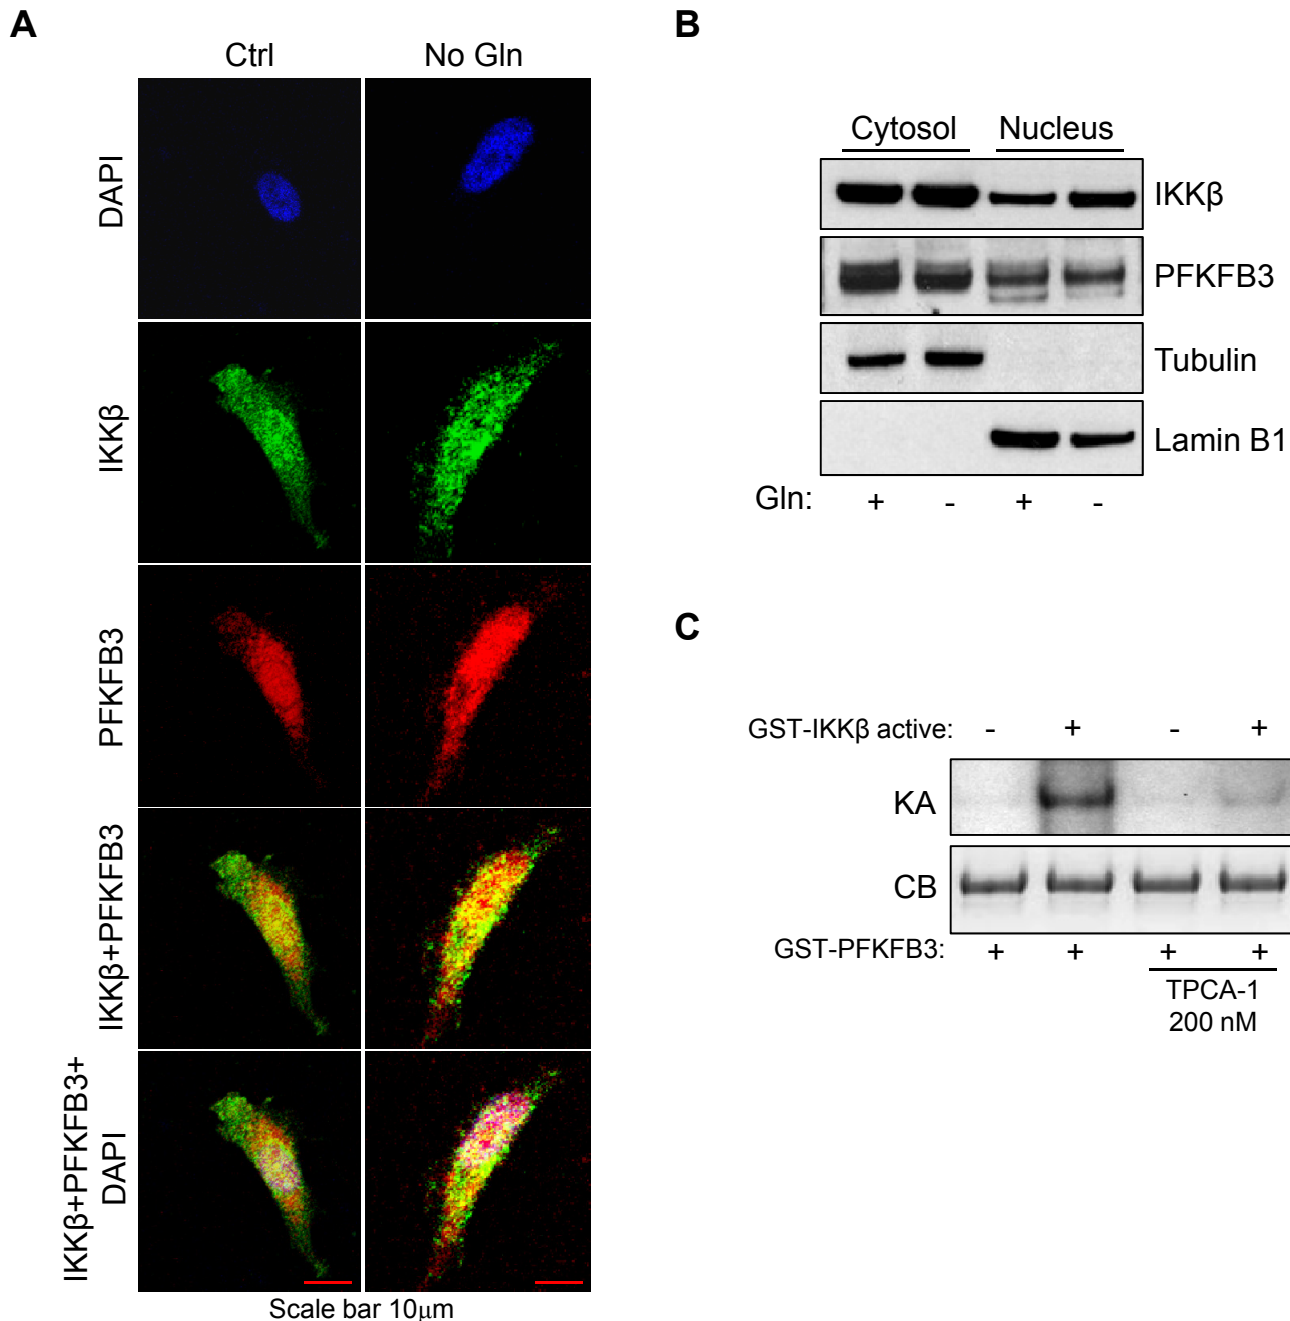 A
Ctrl
No Gln
DAPI
IKKβ
PFKFB3
IKKβ+PFKFB3
IKKβ+PFKFB3+
DAPI
Scale bar 10μm
B
Cytosol
Nucleus
IKKβ
PFKFB3
Tubulin
Lamin B1
Gln: + - + -
C
GST-IKKβ active: - + - +
KA
CB
GST-PFKFB3: + + + +
TPCA-1
200 nM